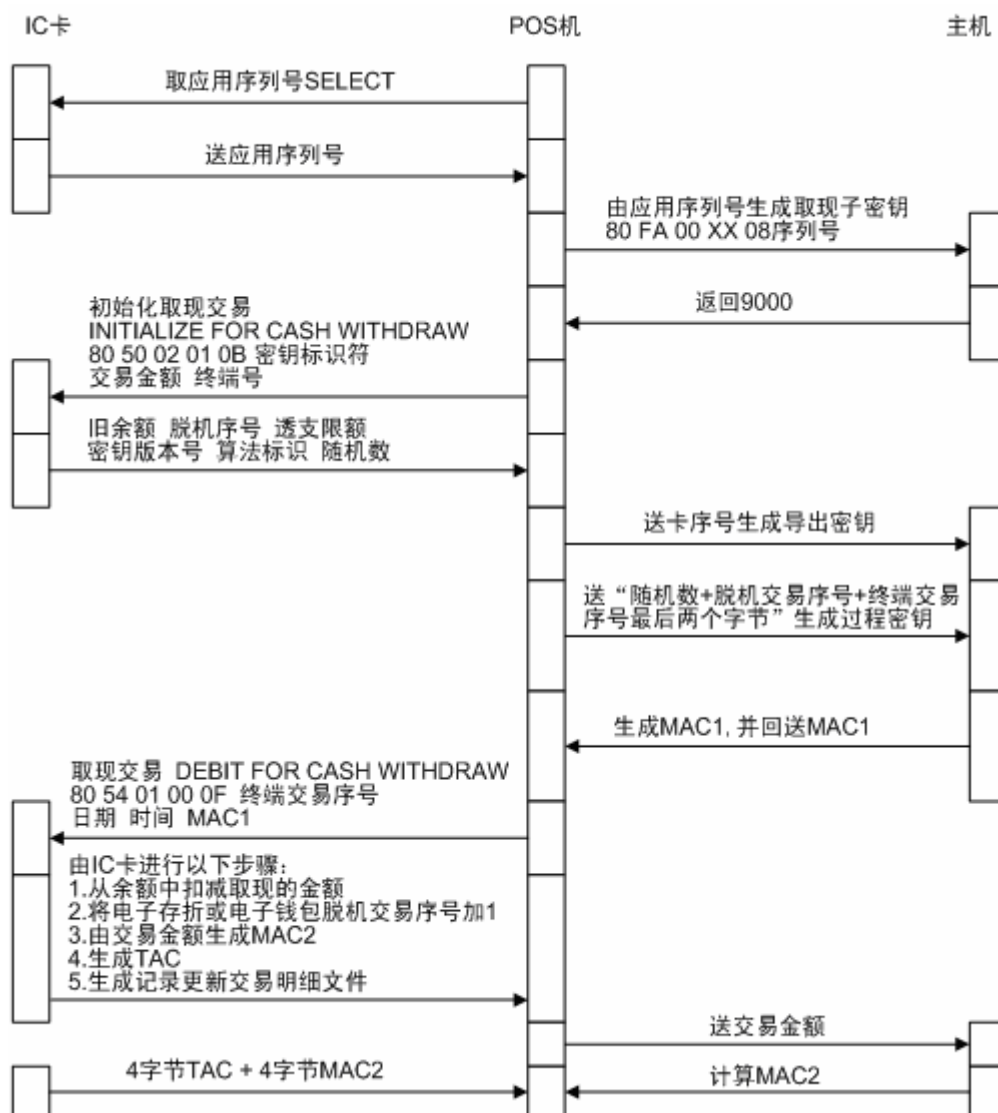 IC卡
POS机
主机
取应用序列号SELECT
送应用序列号
由应用序列号生成取现子密钥
80 FA 00 XX 08序列号
返回9000
初始化取现交易
INITIALIZE FOR CASH WITHDRAW
80 50 02 01 0B 密钥标识符
交易金额 终端号
旧余额 脱机序号 透支限额
密钥版本号 算法标识 随机数
送卡序号生成导出密钥
送“随机数+脱机交易序号+终端交易
序号最后两个字节”生成过程密钥
生成MAC1, 并回送MAC1
取现交易 DEBIT FOR CASH WITHDRAW
80 54 01 00 0F 终端交易序号
日期 时间 MAC1
由IC卡进行以下步骤：
1.从余额中扣减取现的金额
2.将电子存折或电子钱包脱机交易序号加1
3.由交易金额生成MAC2
4.生成TAC
5.生成记录更新交易明细文件
送交易金额
4字节TAC + 4字节MAC2
计算MAC2